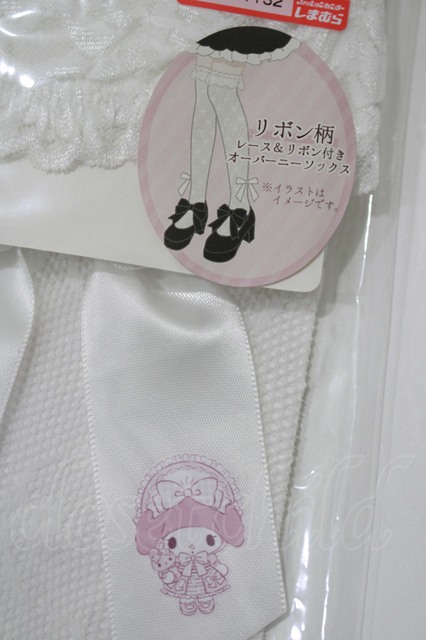 しまむら
リボン柄
レース&リボン付き
オーバーニーソックス
※イラストは
イメージです。